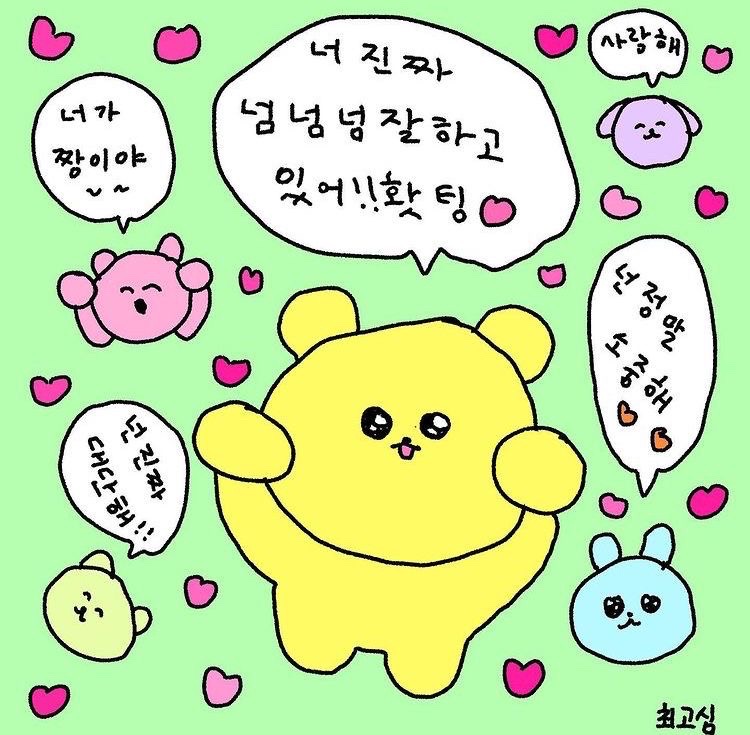 너 진 짜
넘 넘 넝 잘 하 고
있 어!! 홧 팅
사랑해
너 가
짱이야
~ ~
넌 정말
소중해
넌 진짜
대단해!!
최고심